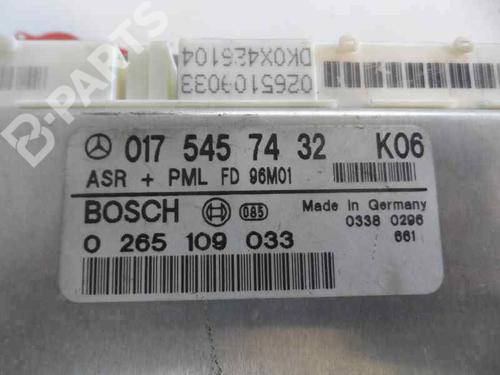 0265109033
DK0X426104
017 545 74 32 K06
ASR + PML FD 96M01
BOSCH 085 Made in Germany
0338 0296
0 265 109 033 661
B-PARTS